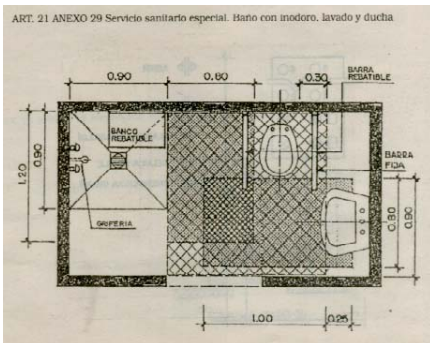 ART. 21 ANEXO 29 Servicio sanitario especial. Baño con inodoro, lavado y ducha
0.90
0.80
0.30
BARRA
REBATIBLE
BANCO
REBATIBLE
BARRA
FIJA
1.20
0.90
GRIFERIA
0.80
0.90
1.00
0.25